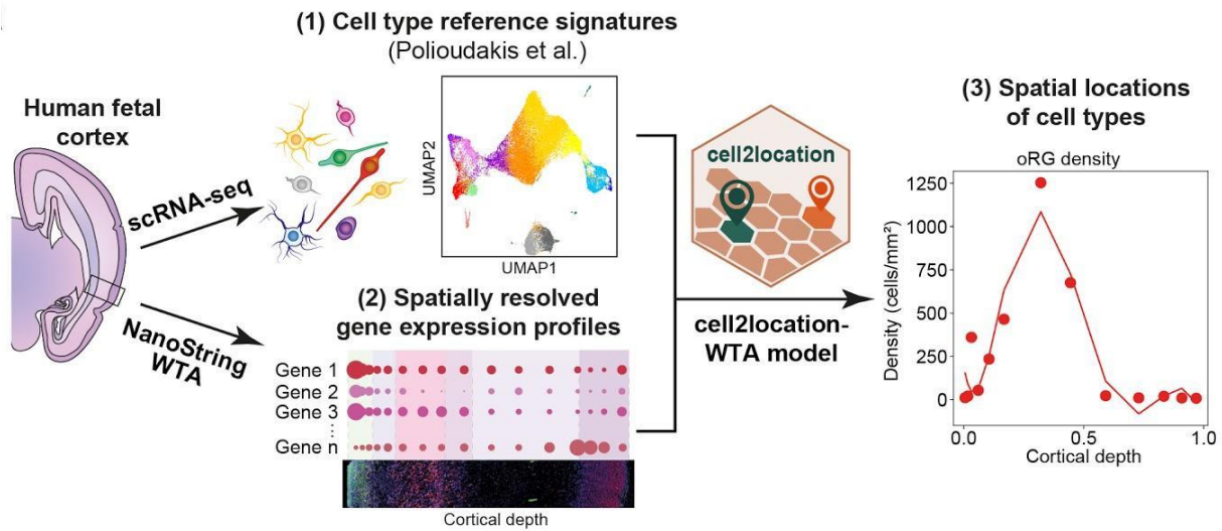 (1) Cell type reference signatures
(Polioudakis et al.)
Human fetal
cortex
scRNA-seq
UMAP2
UMAP1
NanoString
WTA
(2) Spatially resolved
gene expression profiles
Gene 1
Gene 2
Gene 3
⋮
Gene n
Cortical depth
cell2location
cell2location-
WTA model
(3) Spatial locations
of cell types
oRG density
Density (cells/mm²)
1250
1000
750
500
250
0
0.0 0.5 1.0
Cortical depth